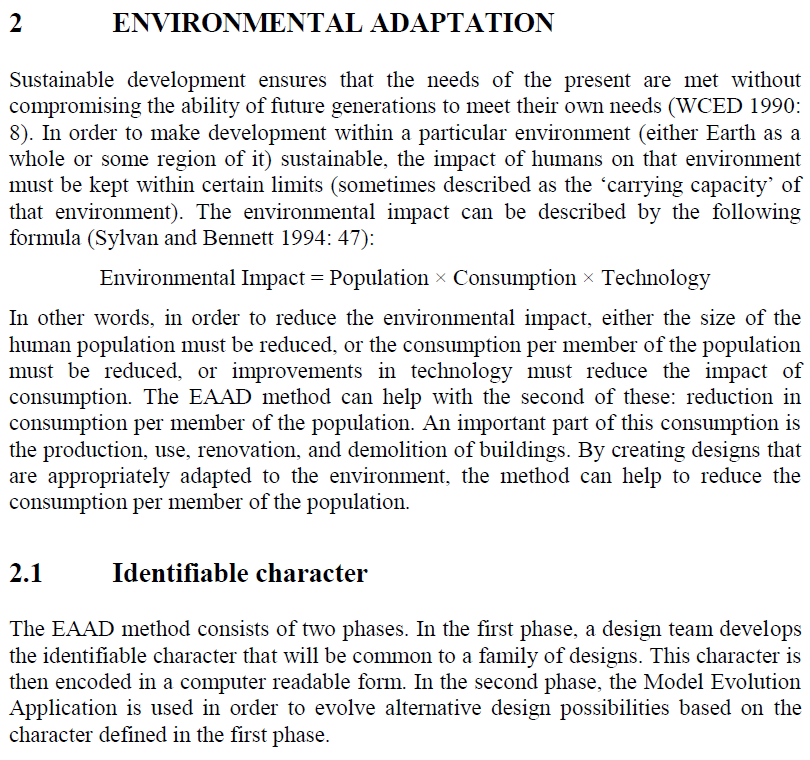 2 ENVIRONMENTAL ADAPTATION
Sustainable development ensures that the needs of the present are met without
compromising the ability of future generations to meet their own needs (WCED 1990:
8). In order to make development within a particular environment (either Earth as a
whole or some region of it) sustainable, the impact of humans on that environment
must be kept within certain limits (sometimes described as the ‘carrying capacity’ of
that environment). The environmental impact can be described by the following
formula (Sylvan and Bennett 1994: 47):
Environmental Impact = Population × Consumption × Technology
In other words, in order to reduce the environmental impact, either the size of the
human population must be reduced, or the consumption per member of the population
must be reduced, or improvements in technology must reduce the impact of
consumption. The EAAD method can help with the second of these: reduction in
consumption per member of the population. An important part of this consumption is
the production, use, renovation, and demolition of buildings. By creating designs that
are appropriately adapted to the environment, the method can help to reduce the
consumption per member of the population.
2.1 Identifiable character
The EAAD method consists of two phases. In the first phase, a design team develops
the identifiable character that will be common to a family of designs. This character is
then encoded in a computer readable form. In the second phase, the Model Evolution
Application is used in order to evolve alternative design possibilities based on the
character defined in the first phase.